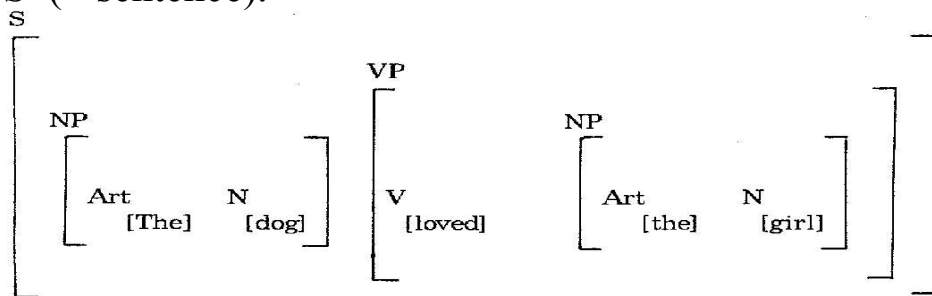 S (= sentence).
S
VP
NP NP
Art N V Art N
[The] [dog] [loved] [the] [girl]